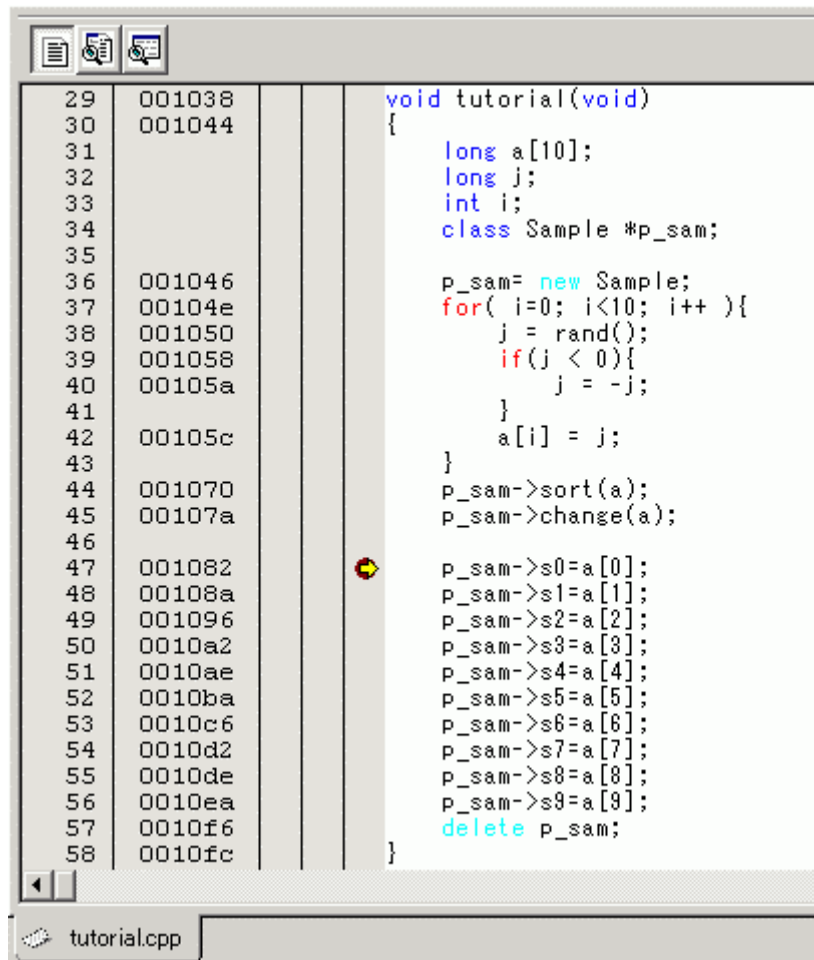 29 001038 void tutorial(void)
30 001044 {
31 long a[10];
32 long j;
33 int i;
34 class Sample *p_sam;
35
36 001046 p_sam= new Sample;
37 00104e for( i=0; i<10; i++ ){
38 001050 j = rand();
39 001058 if(j < 0){
40 00105a j = -j;
41 }
42 00105c a[i] = j;
43 }
44 001070 p_sam->sort(a);
45 00107a p_sam->change(a);
46
47 001082 p_sam->s0=a[0];
48 00108a p_sam->s1=a[1];
49 001096 p_sam->s2=a[2];
50 0010a2 p_sam->s3=a[3];
51 0010ae p_sam->s4=a[4];
52 0010ba p_sam->s5=a[5];
53 0010c6 p_sam->s6=a[6];
54 0010d2 p_sam->s7=a[7];
55 0010de p_sam->s8=a[8];
56 0010ea p_sam->s9=a[9];
57 0010f6 delete p_sam;
58 0010fc }
tutorial.cpp